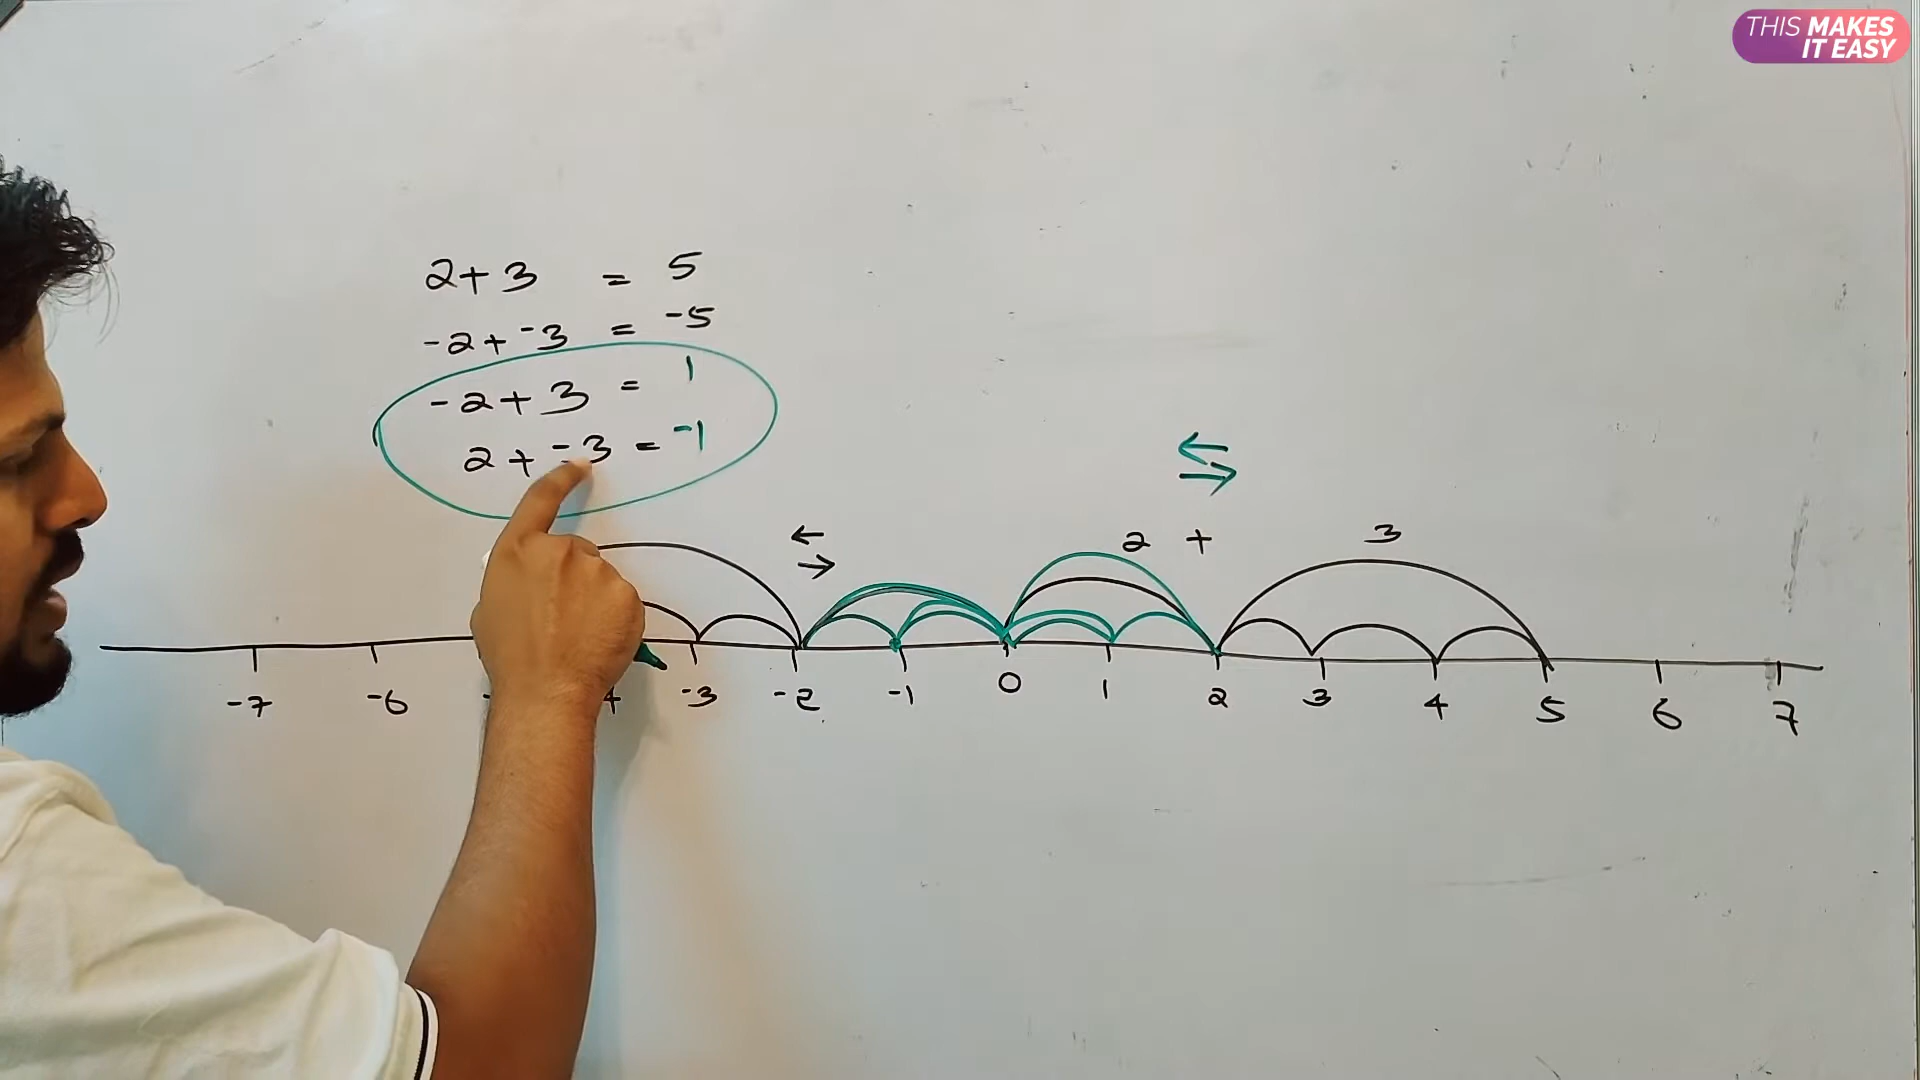 THIS MAKES
IT EASY
2+3 = 5
-2+ -3 = -5
-2+3 = 1
2+ -3 = -1
2 + 3
-7 -6 -3 -2 -1 0 1 2 3 4 5 6 7